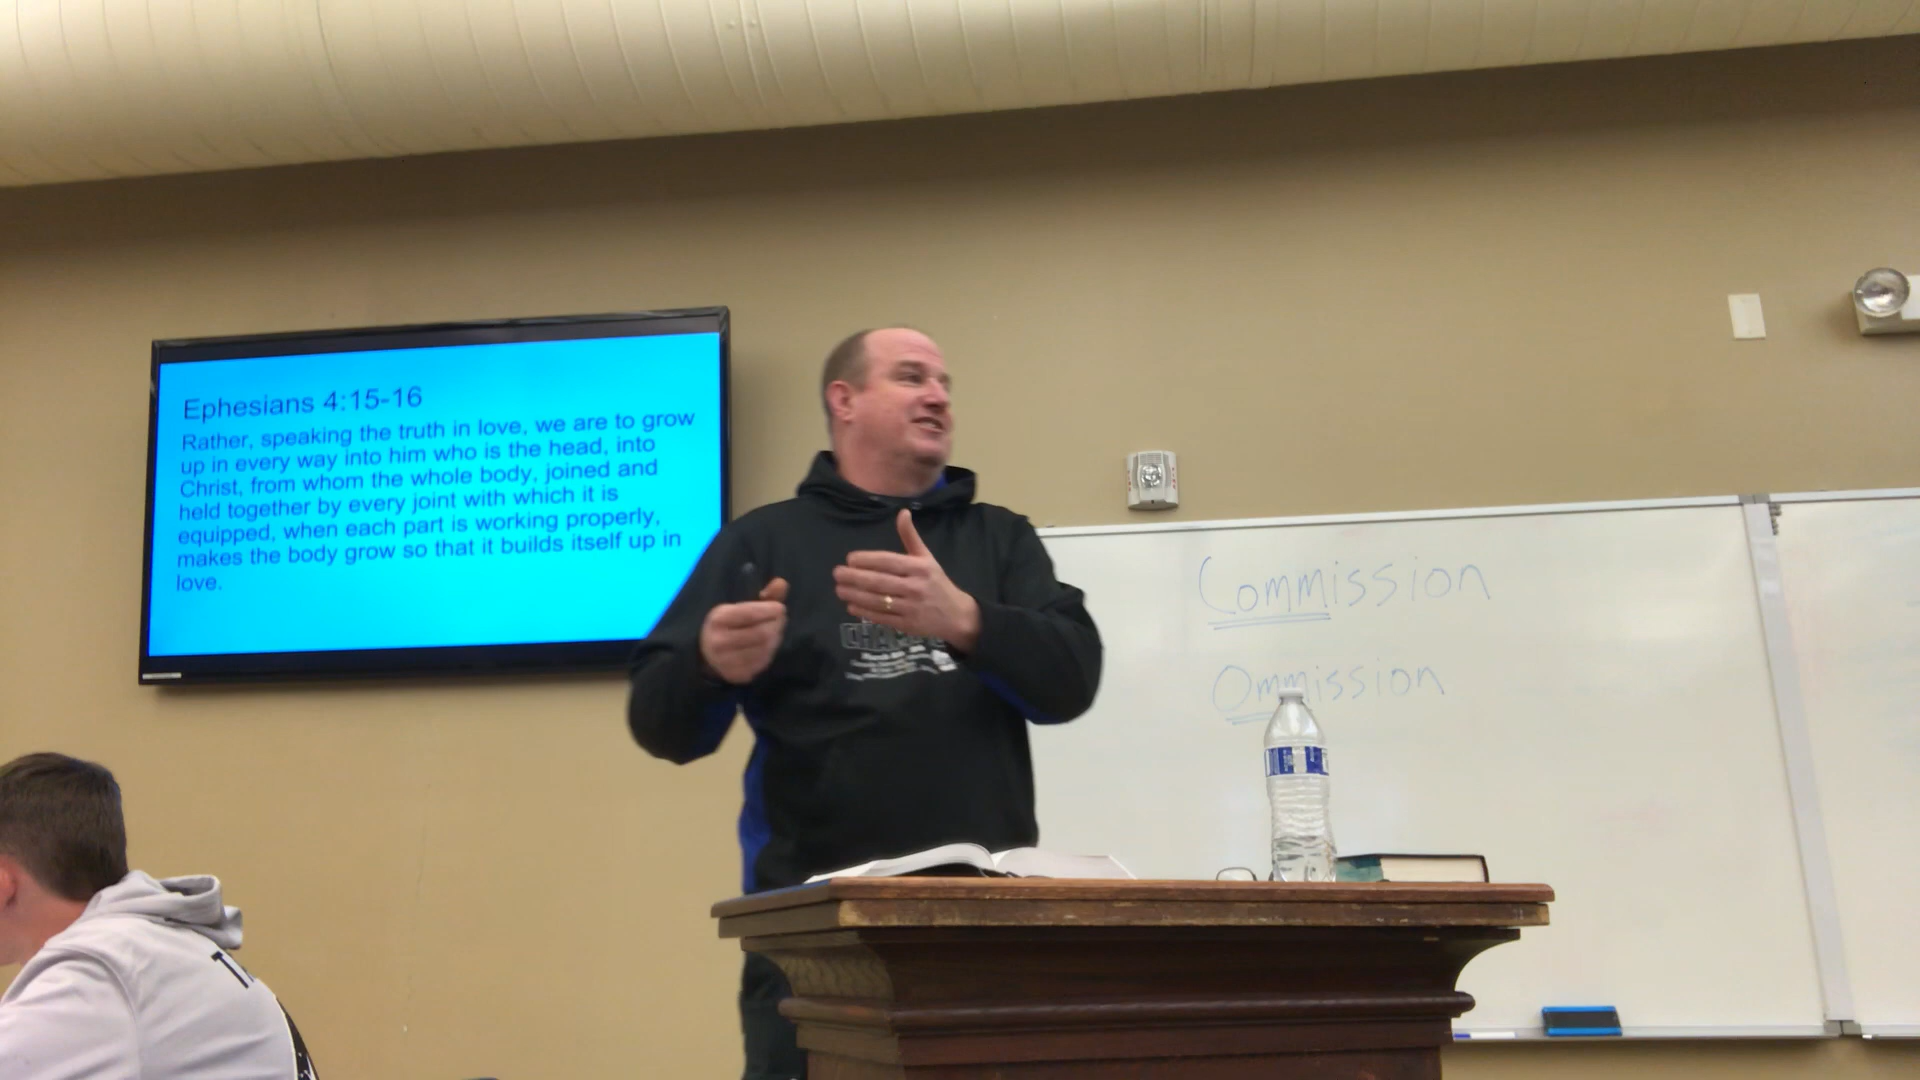 Ephesians 4:15-16
Rather, speaking the truth in love, we are to grow
up in every way into him who is the head, into
Christ, from whom the whole body, joined and
held together by every joint with which it is
equipped, when each part is working properly,
makes the body grow so that it builds itself up in
love.
Commission
Ommission